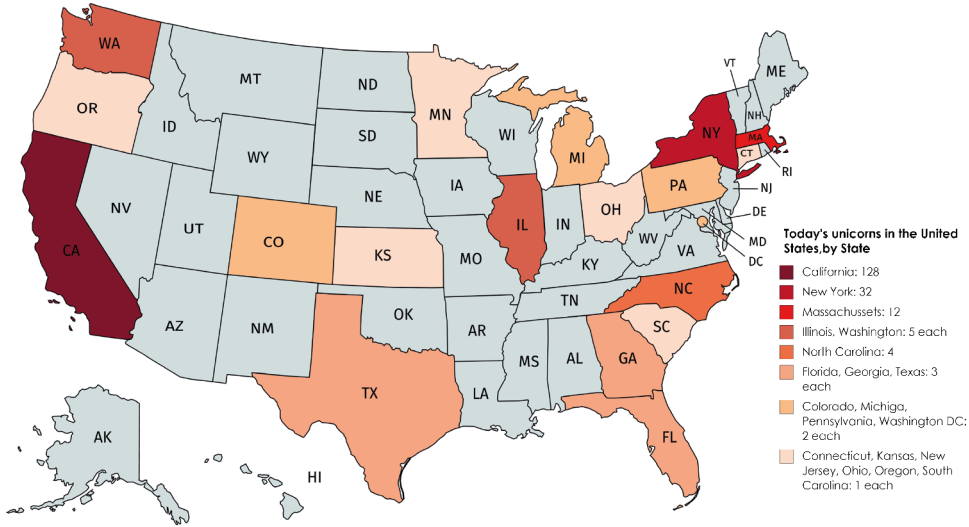 WA
MT
ND
MN
VT
ME
OR
ID
SD
WI
NH
NY
MA
WY
MI
CT
RI
IA
PA
NJ
NE
NV
OH
DE
UT
IL
IN
CO
WV
MD
CA
KS
MO
VA
DC
KY
NC
TN
OK
AZ
NM
AR
SC
MS
AL
GA
TX
LA
AK
FL
HI
Today's unicorns in the United
States,by State
California: 128
New York: 32
Massachussets: 12
Illinois, Washington: 5 each
North Carolina: 4
Florida, Georgia, Texas: 3
each
Colorado, Michiga,
Pennsylvania, Washington DC:
2 each
Connecticut, Kansas, New
Jersey, Ohio, Oregon, South
Carolina: 1 each